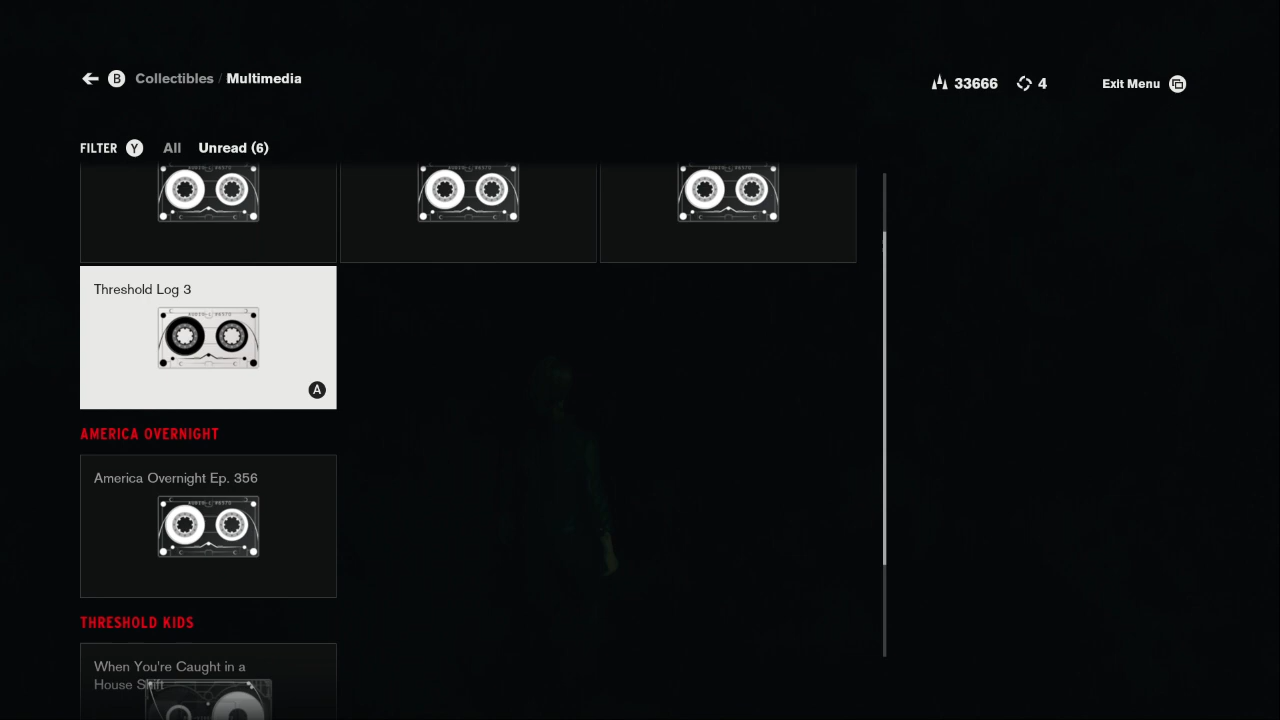 B Collectibles / Multimedia
33666 4 Exit Menu
FILTER Y All Unread (6)
Threshold Log 3
A
AMERICA OVERNIGHT
America Overnight Ep. 356
THRESHOLD KIDS
When You're Caught in a
House Shift